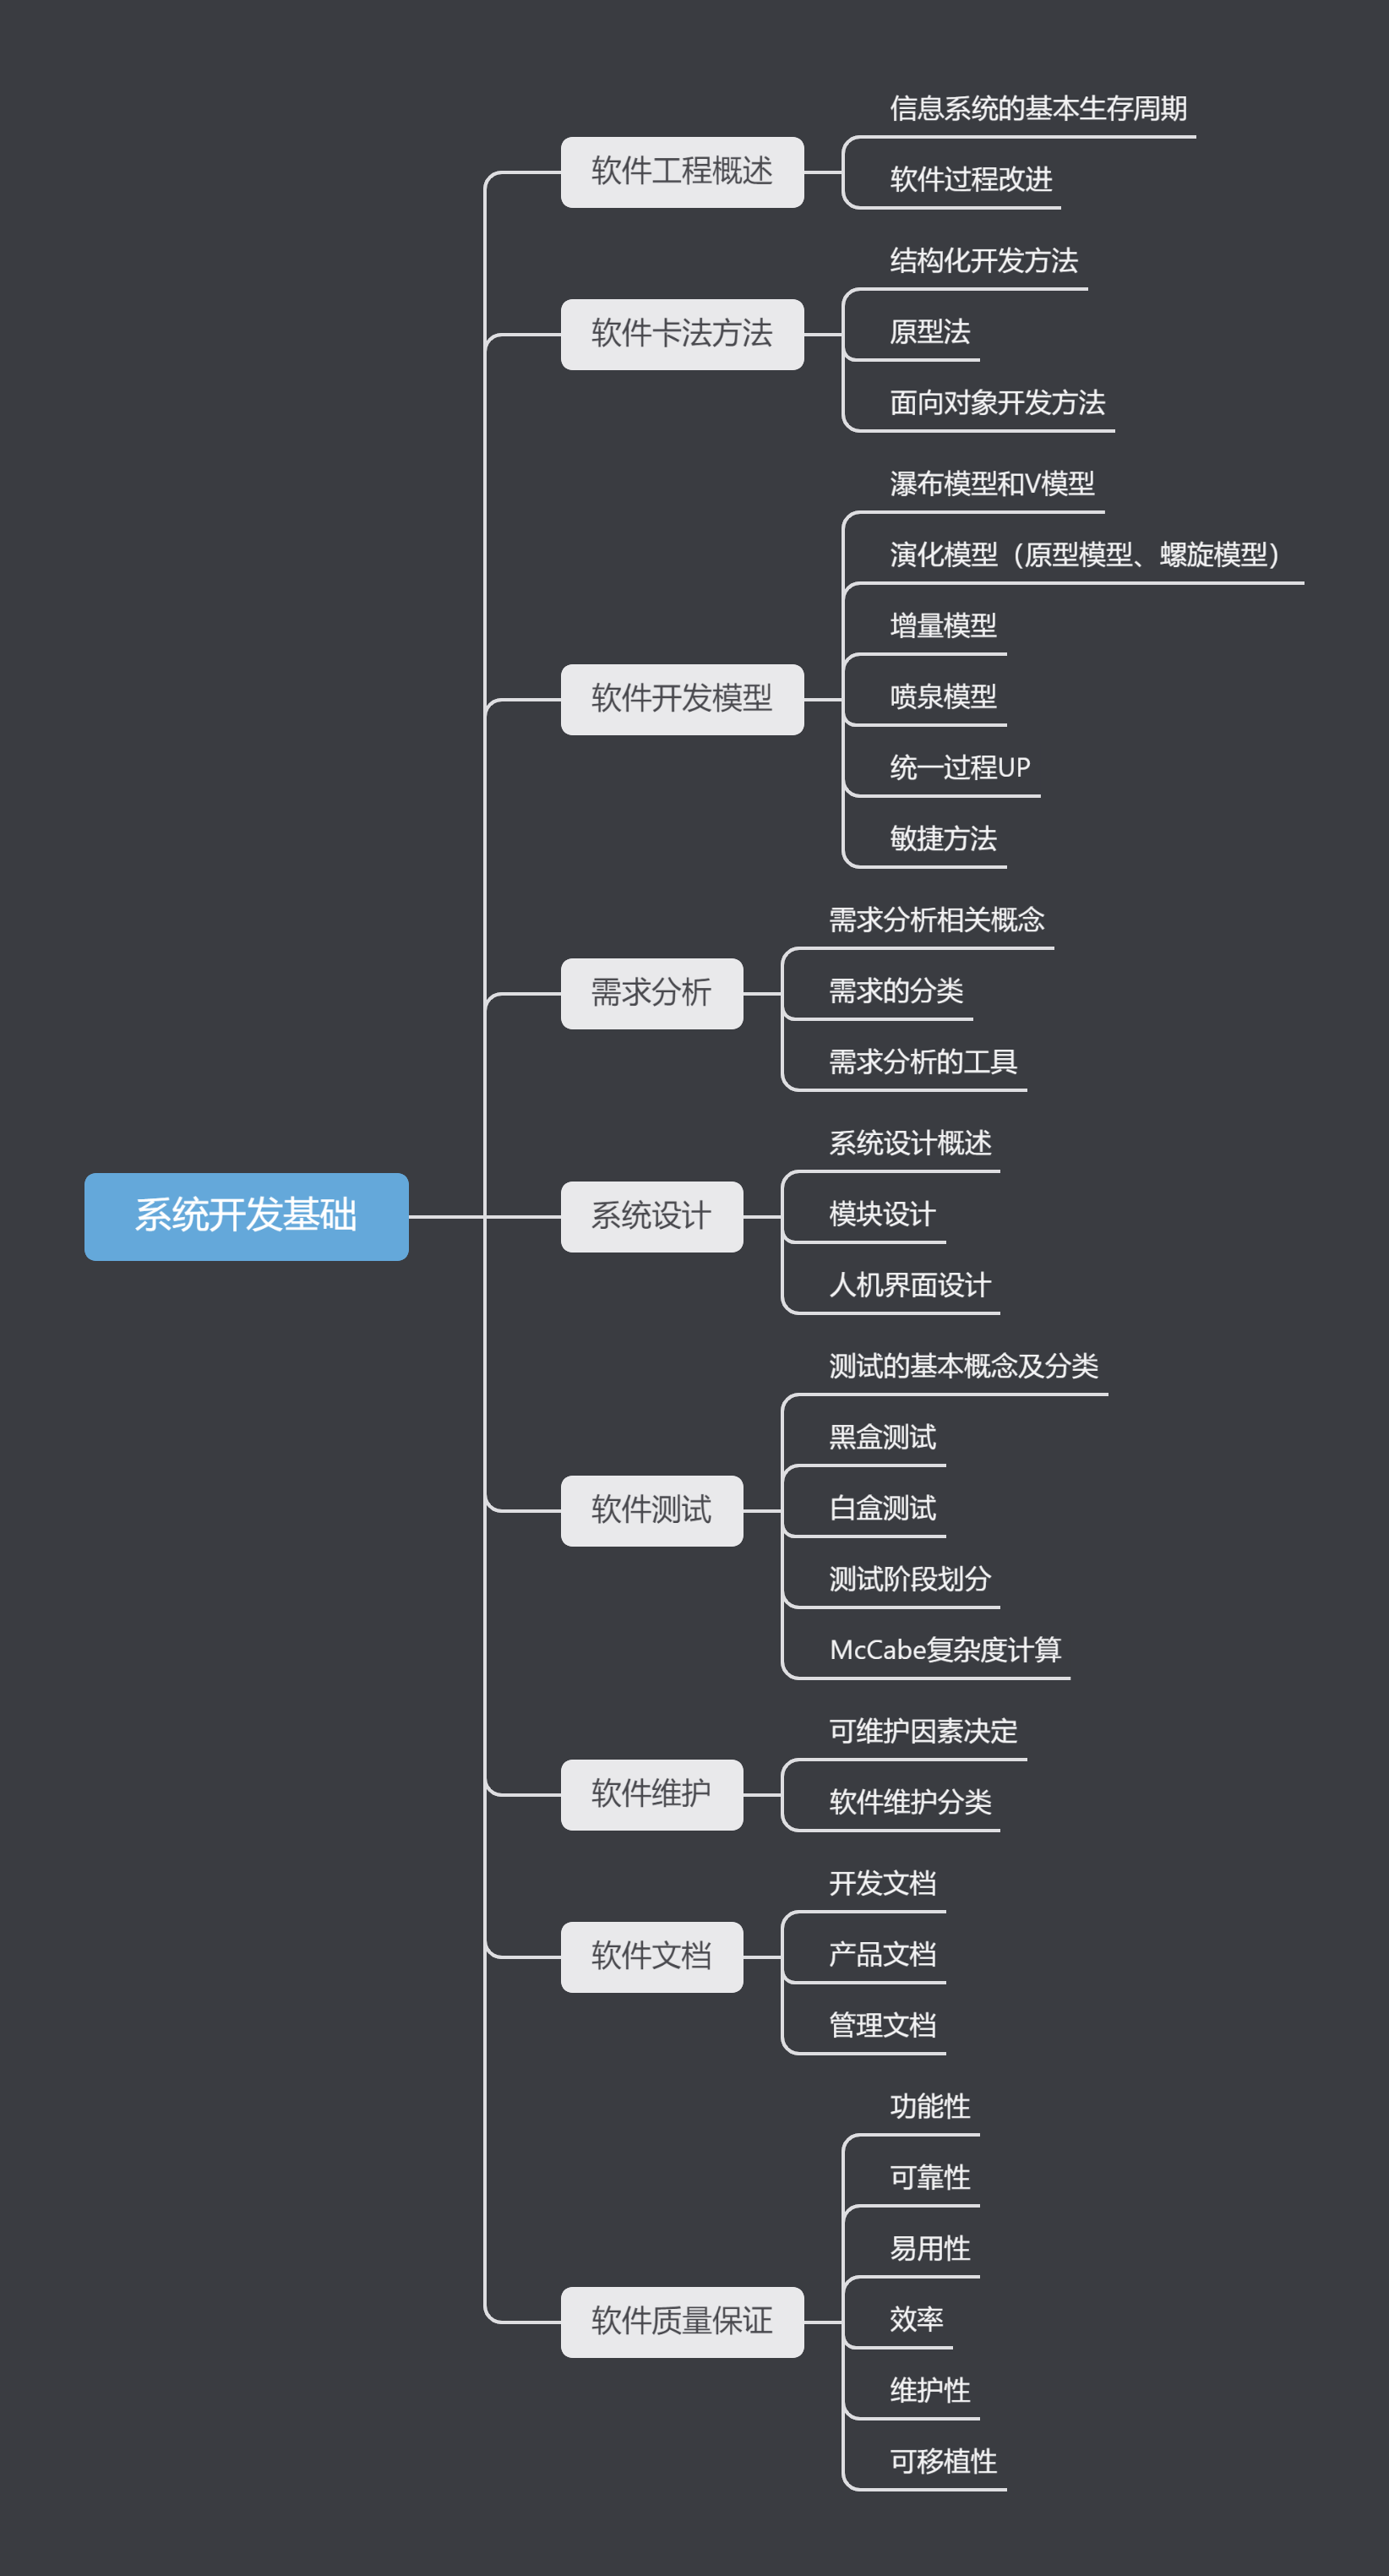 系统开发基础
软件工程概述
信息系统的基本生存周期
软件过程改进
软件卡法方法
结构化开发方法
原型法
面向对象开发方法
软件开发模型
瀑布模型和V模型
演化模型（原型模型、螺旋模型）
增量模型
喷泉模型
统一过程UP
敏捷方法
需求分析
需求分析相关概念
需求的分类
需求分析的工具
系统设计
系统设计概述
模块设计
人机界面设计
软件测试
测试的基本概念及分类
黑盒测试
白盒测试
测试阶段划分
McCabe复杂度计算
软件维护
可维护因素决定
软件维护分类
软件文档
开发文档
产品文档
管理文档
软件质量保证
功能性
可靠性
易用性
效率
维护性
可移植性